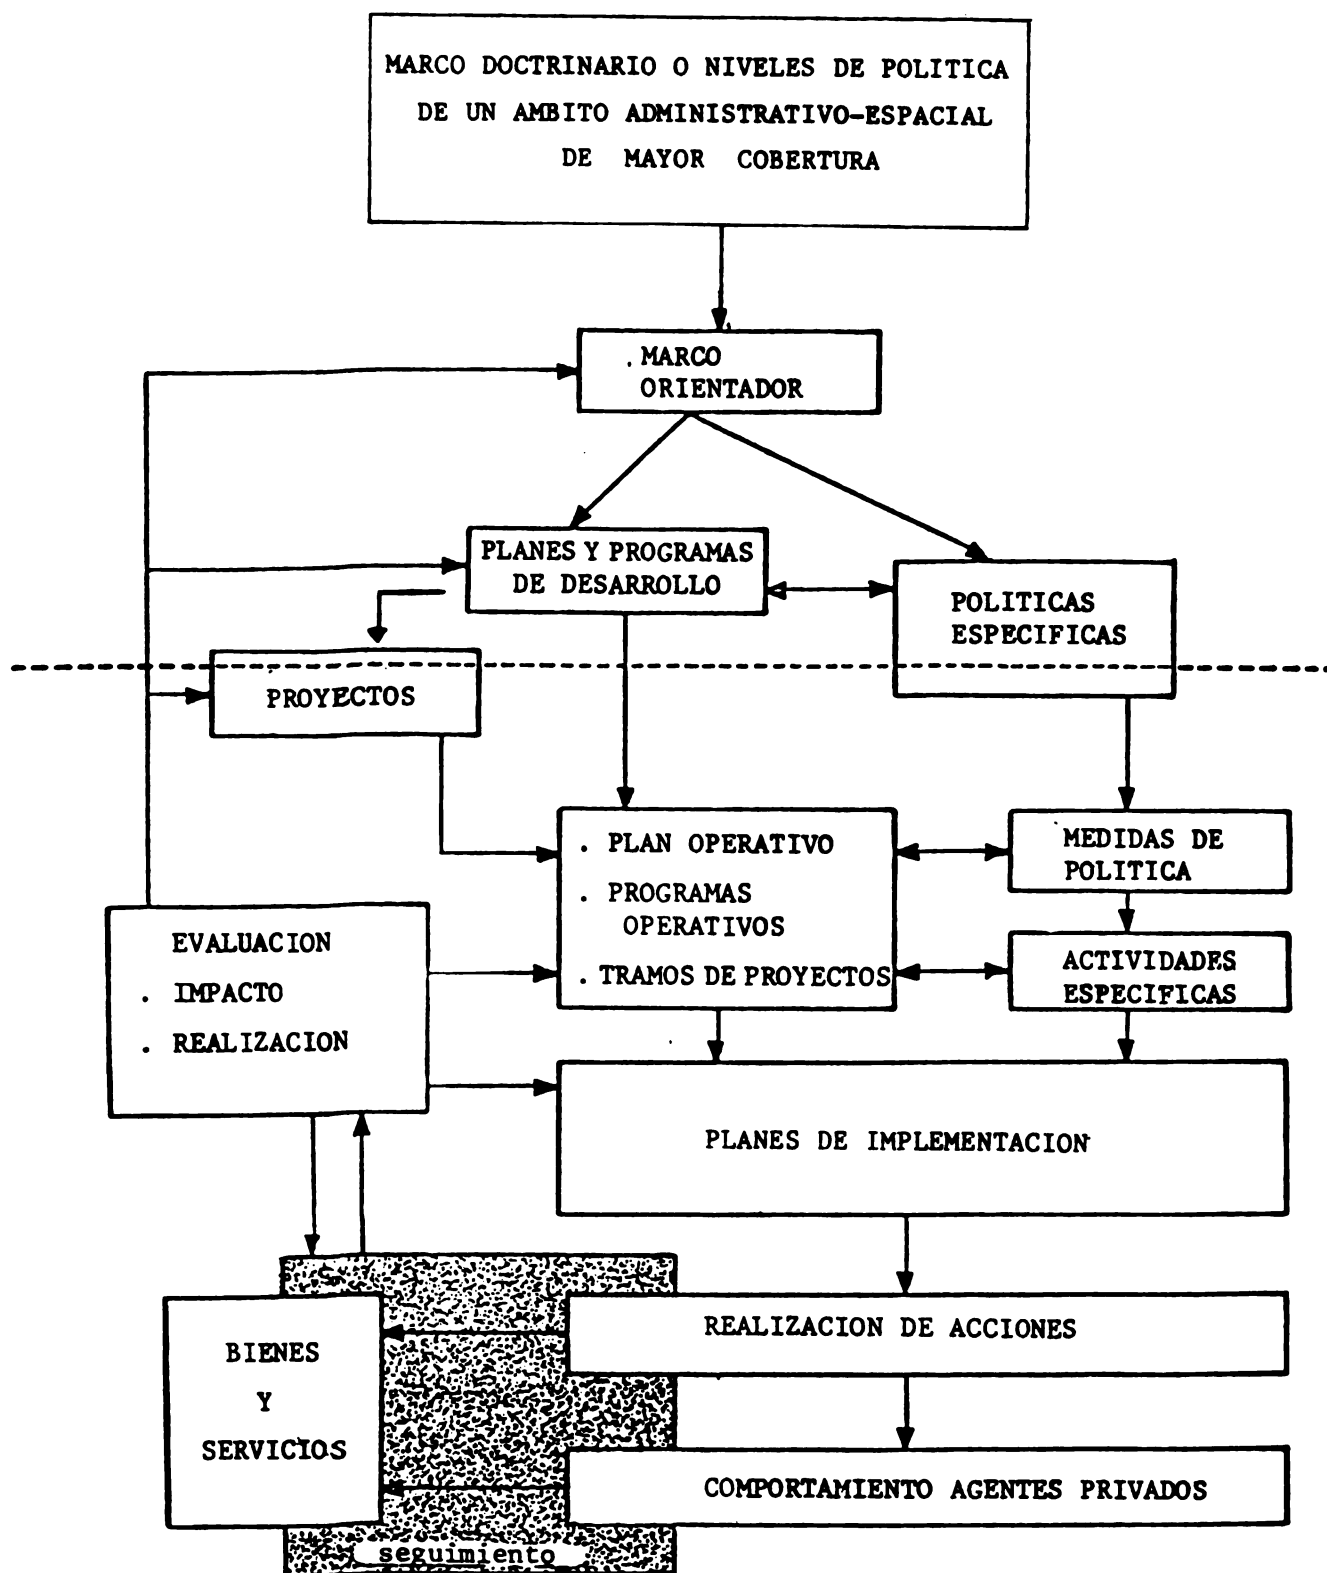 MARCO DOCTRINARIO O NIVELES DE POLITICA
DE UN AMBITO ADMINISTRATIVO-ESPACIAL
DE MAYOR COBERTURA
. MARCO
ORIENTADOR
PLANES Y PROGRAMAS
DE DESARROLLO
POLITICAS
ESPECIFICAS
PROYECTOS
. PLAN OPERATIVO
. PROGRAMAS
OPERATIVOS
. TRAMOS DE PROYECTOS
MEDIDAS DE
POLITICA
ACTIVIDADES
ESPECIFICAS
EVALUACION
. IMPACTO
. REALIZACION
PLANES DE IMPLEMENTACION
REALIZACION DE ACCIONES
BIENES
Y
SERVICIOS
COMPORTAMIENTO AGENTES PRIVADOS
seguimiento